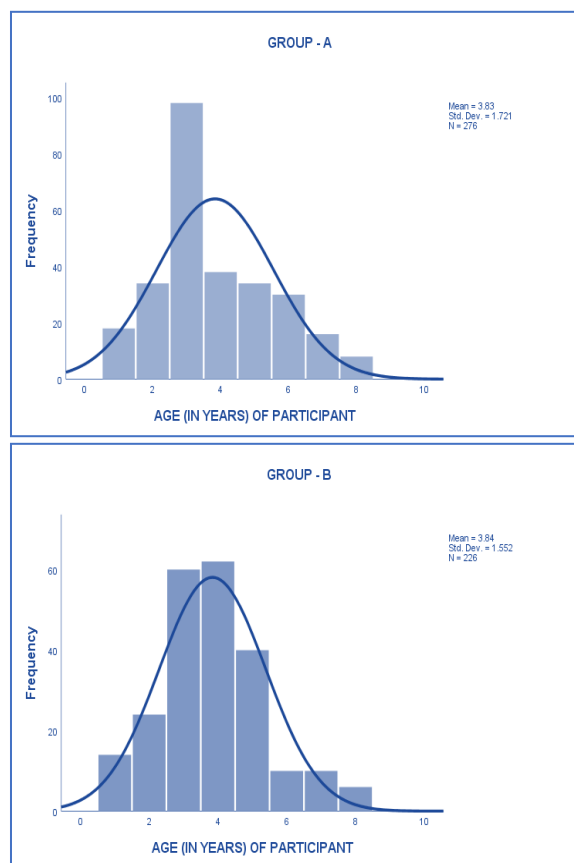 GROUP - A
Mean = 3.83
Std. Dev. = 1.721
N = 276
100
80
60
40
20
0
Frequency
0 2 4 6 8 10
AGE (IN YEARS) OF PARTICIPANT
GROUP - B
Mean = 3.84
Std. Dev. = 1.552
N = 226
60
40
20
0
Frequency
0 2 4 6 8 10
AGE (IN YEARS) OF PARTICIPANT